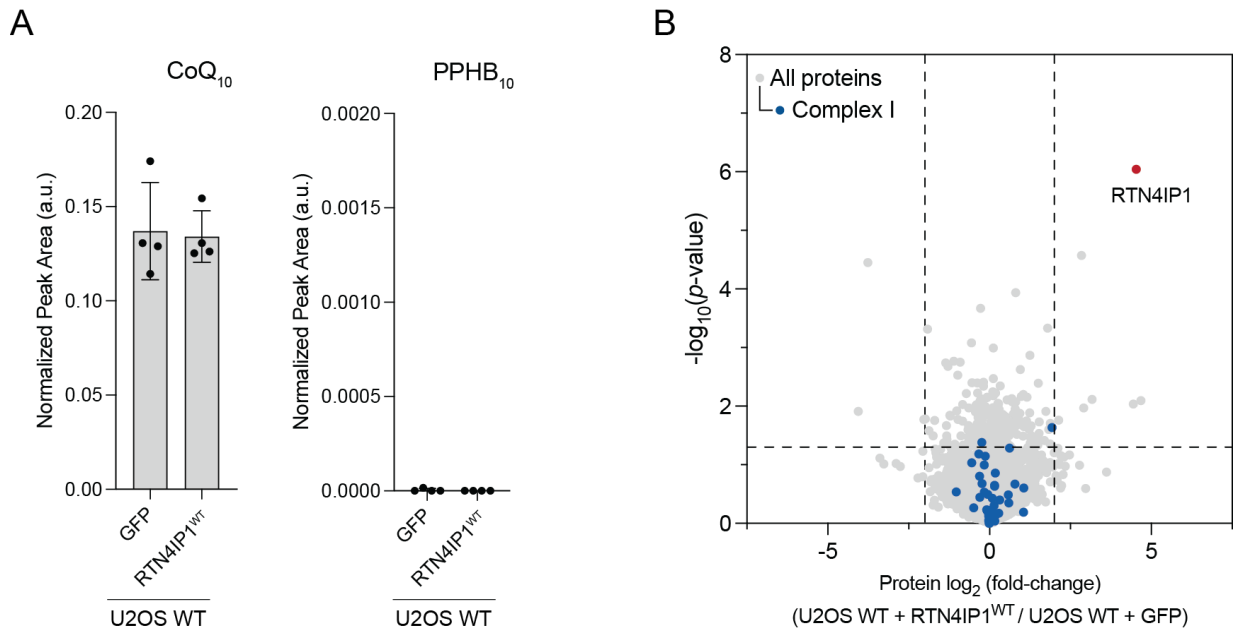 A
CoQ10
Normalized Peak Area (a.u.)
0.20
0.15
0.10
0.05
0.00
GFP
RTN4IP1WT
U2OS WT
PPHB10
Normalized Peak Area (a.u.)
0.0020
0.0015
0.0010
0.0005
0.0000
GFP
RTN4IP1WT
U2OS WT
B
All proteins
Complex I
RTN4IP1
-log10(p-value)
8
6
4
2
0
-5
0
5
Protein log2 (fold-change)
(U2OS WT + RTN4IP1WT / U2OS WT + GFP)